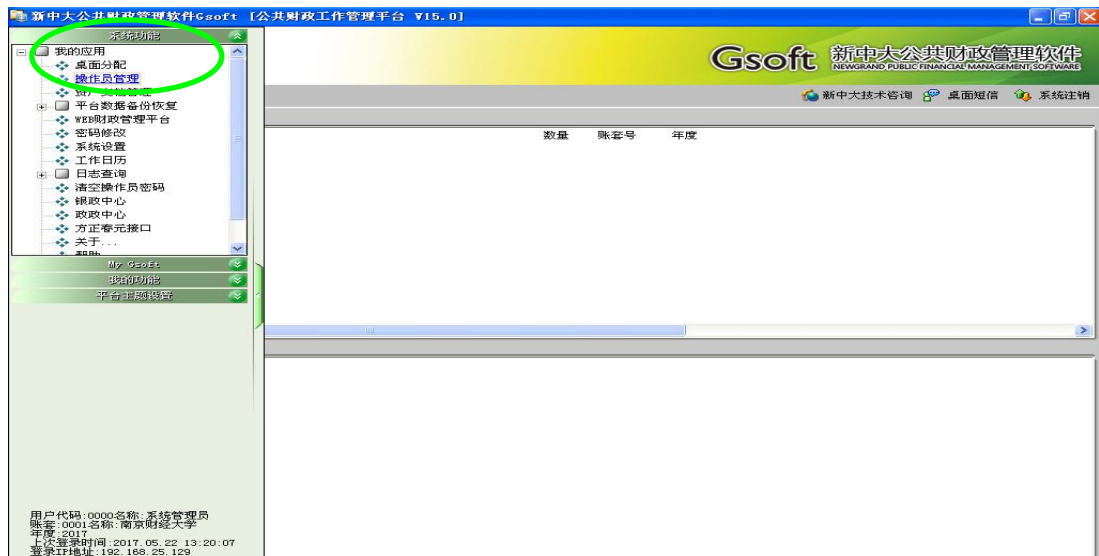 新中大公共财政管理软件Gsoft [公共财政工作管理平台 V15.0]
系统功能
我的应用
桌面分配
操作员管理
平台数据备份恢复
WEB财政管理平台
密码修改
系统设置
工作日历
日志查询
清空操作员密码
银政中心
政政中心
方正春元接口
关于...
帮助
My Gsoft
我的功能
平台主题设置
Gsoft 新中大公共财政管理软件
NEWGRAND PUBLIC FINANCIAL MANAGEMENT SOFTWARE
新中大技术咨询 桌面短信 系统注销
数量 账套号 年度
用户代码:0000名称:系统管理员
账套:0001名称:南京财经大学
年度:2017
上次登录时间:2017.05.22 13:20:07
登录IP地址:192.168.25.129